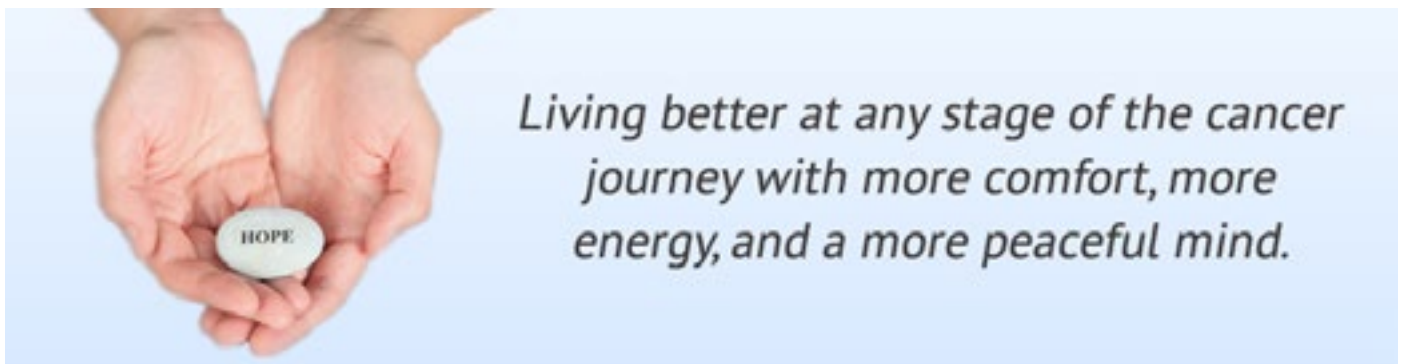 HOPE
Living better at any stage of the cancer
journey with more comfort, more
energy, and a more peaceful mind.